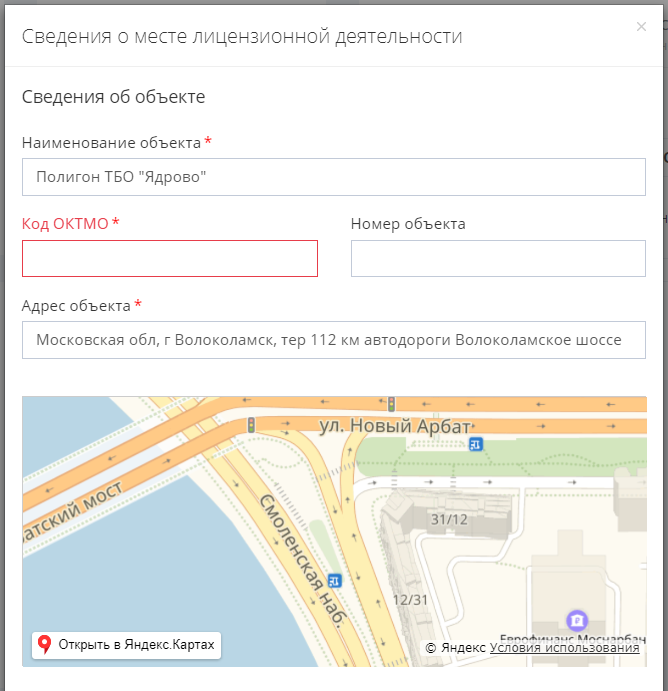 Сведения о месте лицензионной деятельности
×
Сведения об объекте
Наименование объекта *
Полигон ТБО "Ядрово"
Код ОКТМО *
Номер объекта
Адрес объекта *
Московская обл, г Волоколамск, тер 112 км автодороги Волоколамское шоссе
ул. Новый Арбат
атский мост
Смоленская наб.
31/12
12/31
Еврофинанс Моснарбан
Открыть в Яндекс.Картах
© Яндекс Условия использования